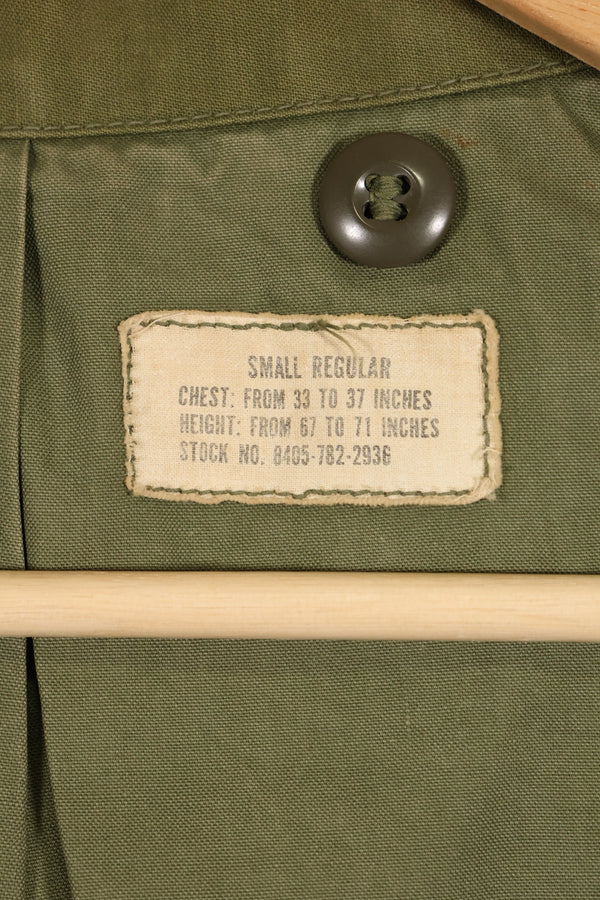 SMALL REGULAR
CHEST: FROM 33 TO 37 INCHES
HEIGHT: FROM 67 TO 71 INCHES
STOCK NO. 8405-782-2936